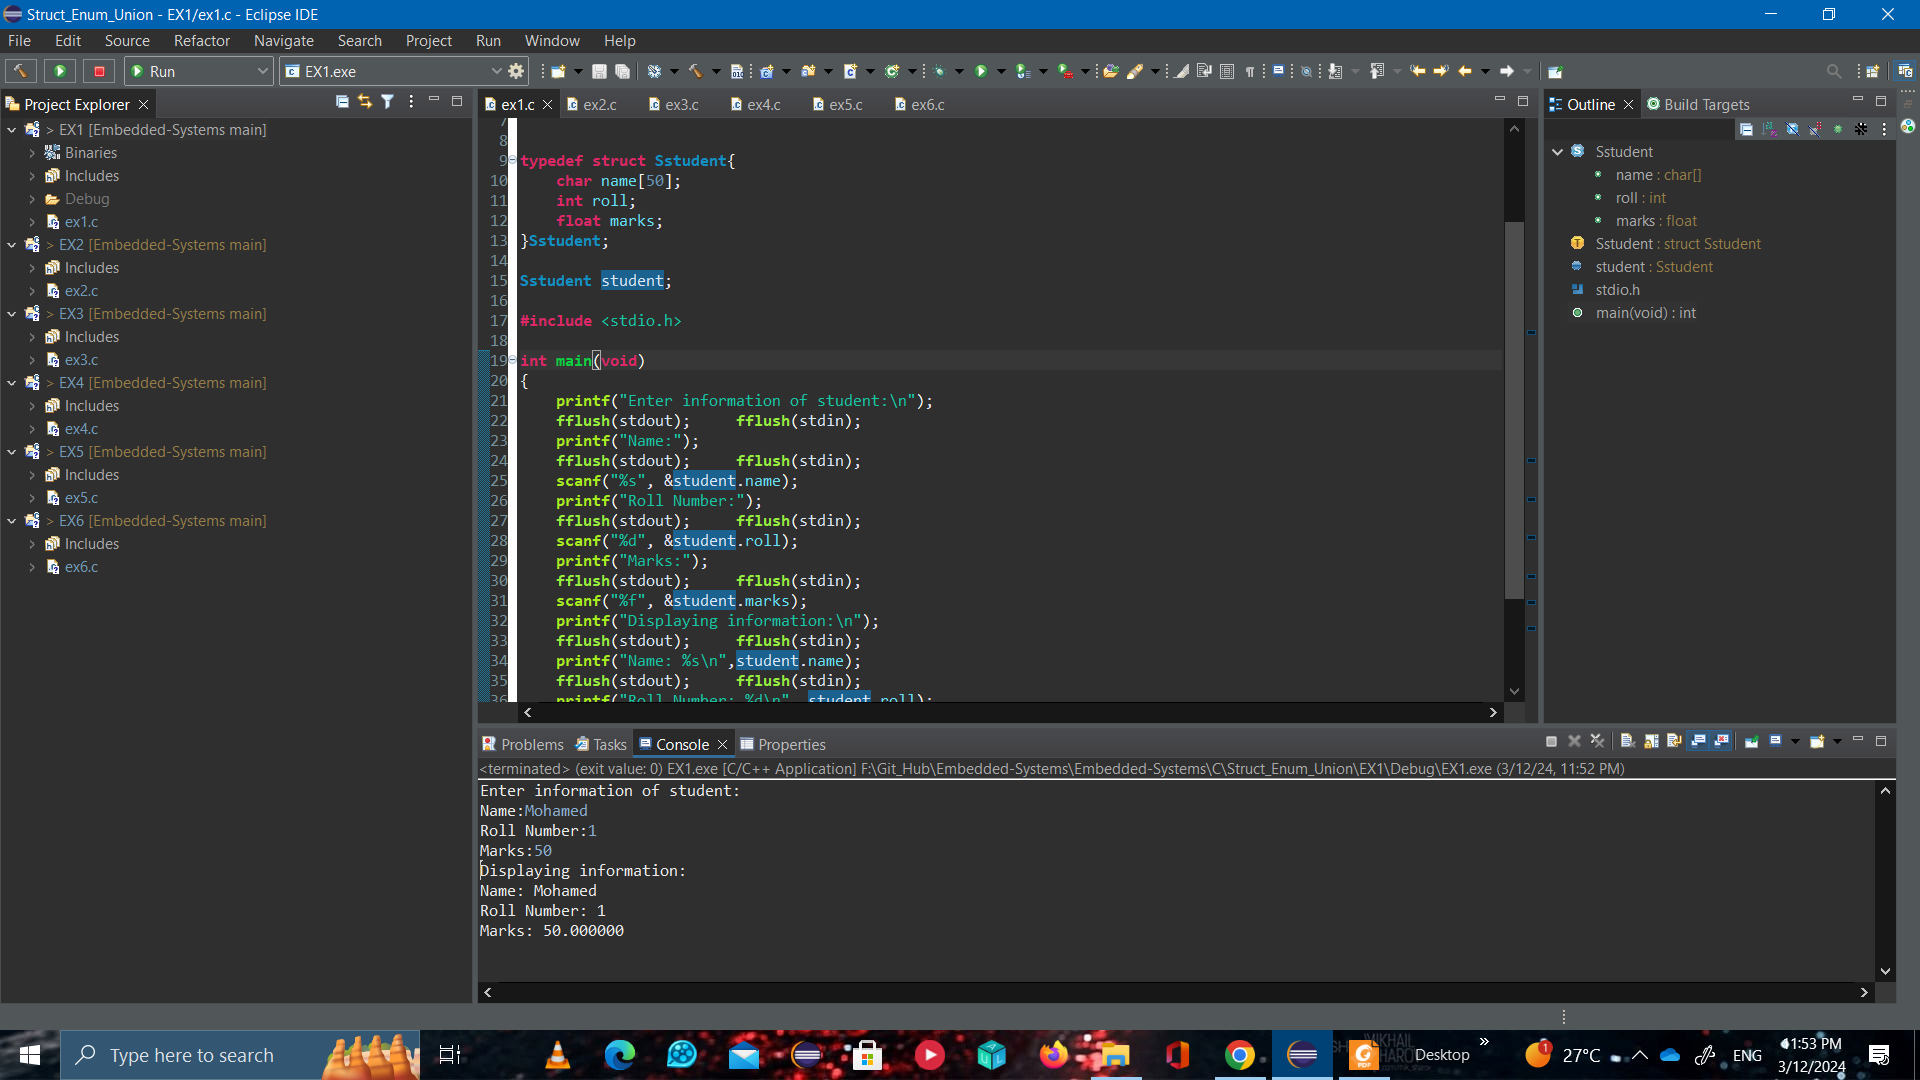 Struct_Enum_Union - EX1/ex1.c - Eclipse IDE
File Edit Source Refactor Navigate Search Project Run Window Help
Run EX1.exe
Project Explorer
> EX1 [Embedded-Systems main]
Binaries
Includes
Debug
ex1.c
> EX2 [Embedded-Systems main]
Includes
ex2.c
> EX3 [Embedded-Systems main]
Includes
ex3.c
> EX4 [Embedded-Systems main]
Includes
ex4.c
> EX5 [Embedded-Systems main]
Includes
ex5.c
> EX6 [Embedded-Systems main]
Includes
ex6.c
ex1.c ex2.c ex3.c ex4.c ex5.c ex6.c
7
8
9 typedef struct Sstudent{
10 char name[50];
11 int roll;
12 float marks;
13 }Sstudent;
14
15 Sstudent student;
16
17 #include <stdio.h>
18
19 int main(void)
20 {
21 printf("Enter information of student:\n");
22 fflush(stdout); fflush(stdin);
23 printf("Name:");
24 fflush(stdout); fflush(stdin);
25 scanf("%s", &student.name);
26 printf("Roll Number:");
27 fflush(stdout); fflush(stdin);
28 scanf("%d", &student.roll);
29 printf("Marks:");
30 fflush(stdout); fflush(stdin);
31 scanf("%f", &student.marks);
32 printf("Displaying information:\n");
33 fflush(stdout); fflush(stdin);
34 printf("Name: %s\n",student.name);
35 fflush(stdout); fflush(stdin);
36 printf("Roll Number: %d\n", student.roll);
Outline Build Targets
Sstudent
name : char[]
roll : int
marks : float
Sstudent : struct Sstudent
student : Sstudent
stdio.h
main(void) : int
Problems Tasks Console Properties
<terminated> (exit value: 0) EX1.exe [C/C++ Application] F:\Git_Hub\Embedded-Systems\Embedded-Systems\C\Struct_Enum_Union\EX1\Debug\EX1.exe (3/12/24, 11:52 PM)
Enter information of student:
Name:Mohamed
Roll Number:1
Marks:50
Displaying information:
Name: Mohamed
Roll Number: 1
Marks: 50.000000
Type here to search
Desktop
1
27°C
ENG
11:53 PM
3/12/2024